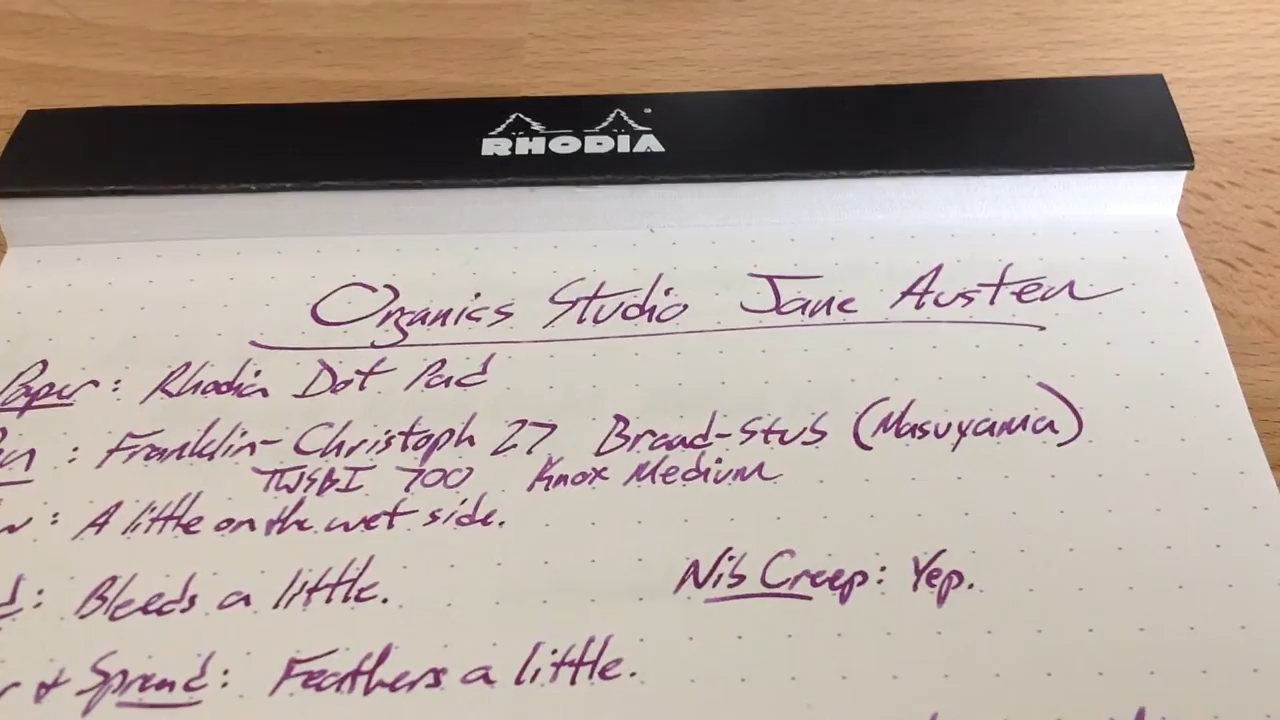 RHODIA
Organics Studio Jane Austen
Paper: Rhodia Dot Pad
: Franklin-Christoph 27 Broad-Stub (Masuyama)
TWSBI 700 Knox Medium
: A little on the wet side.
: Bleeds a little.
Nib Creep: Yep.
& Spread: Feathers a little.